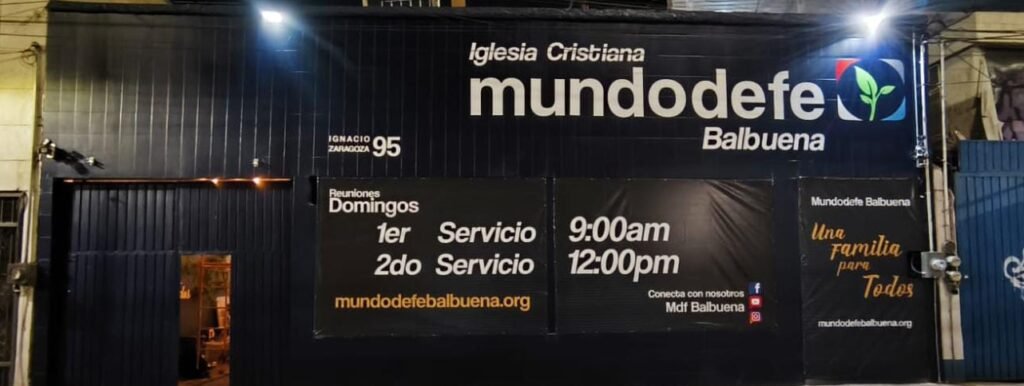 Iglesia Cristiana
mundodefe
Balbuena
IGNACIO
ZARAGOZA 95
Reuniones
Domingos
1er Servicio 9:00am
2do Servicio 12:00pm
mundodefebalbuena.org
Conecta con nosotros
Mdf Balbuena
Mundodefe Balbuena
Una
Familia
para
Todos
mundodefebalbuena.org